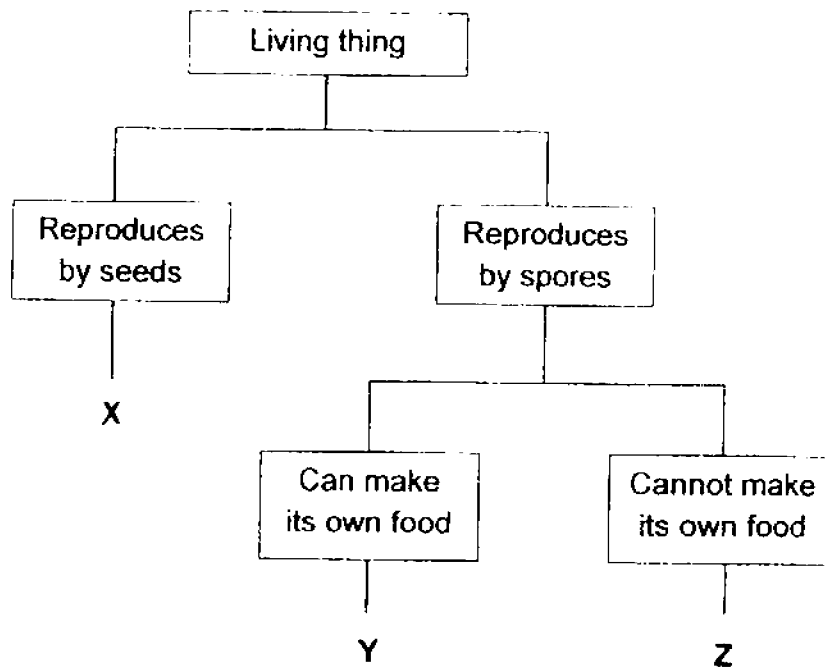 Living thing
Reproduces
by seeds
Reproduces
by spores
X
Can make
its own food
Cannot make
its own food
Y
Z